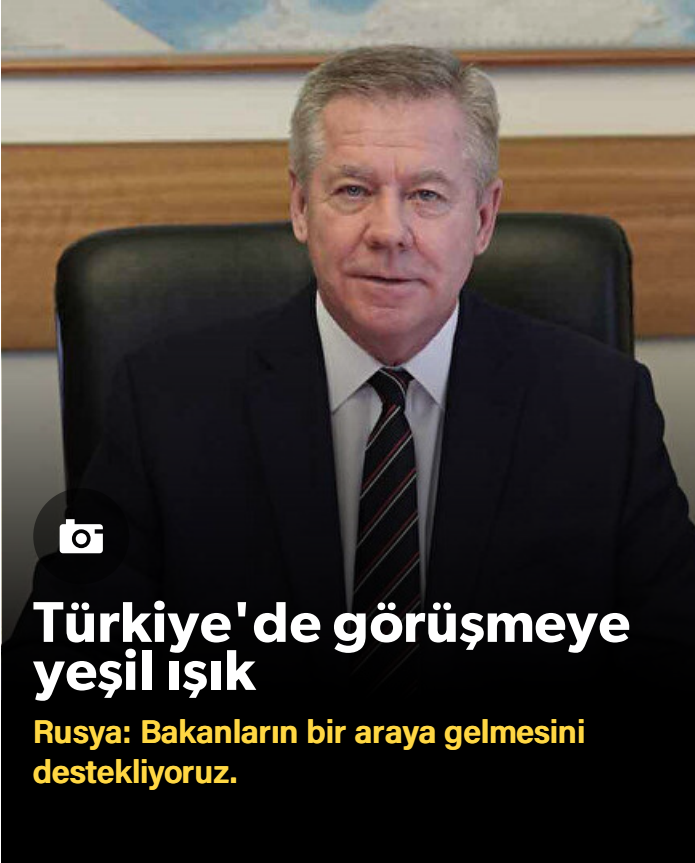 Türkiye'de görüşmeye
yeşil ışık
Rusya: Bakanların bir araya gelmesini
destekliyoruz.